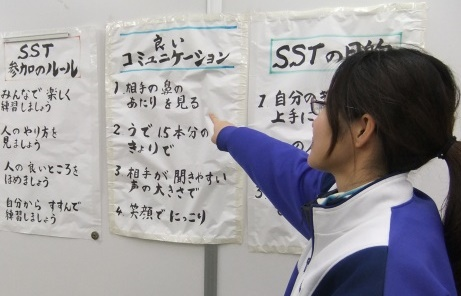 SST
参加のルール
みんなで楽しく
練習しましょう
人のやり方を
見ましょう
人の良いところを
ほめましょう
自分からすすんで
練習しましょう
良い
コミュニケーション
1 相手の鼻の
あたりを見る
2 うで1.5本分の
きょりで
3 相手が聞きやすい
声の大きさで
4 笑顔でにっこり
SSTの目的
1 自分の
上手に